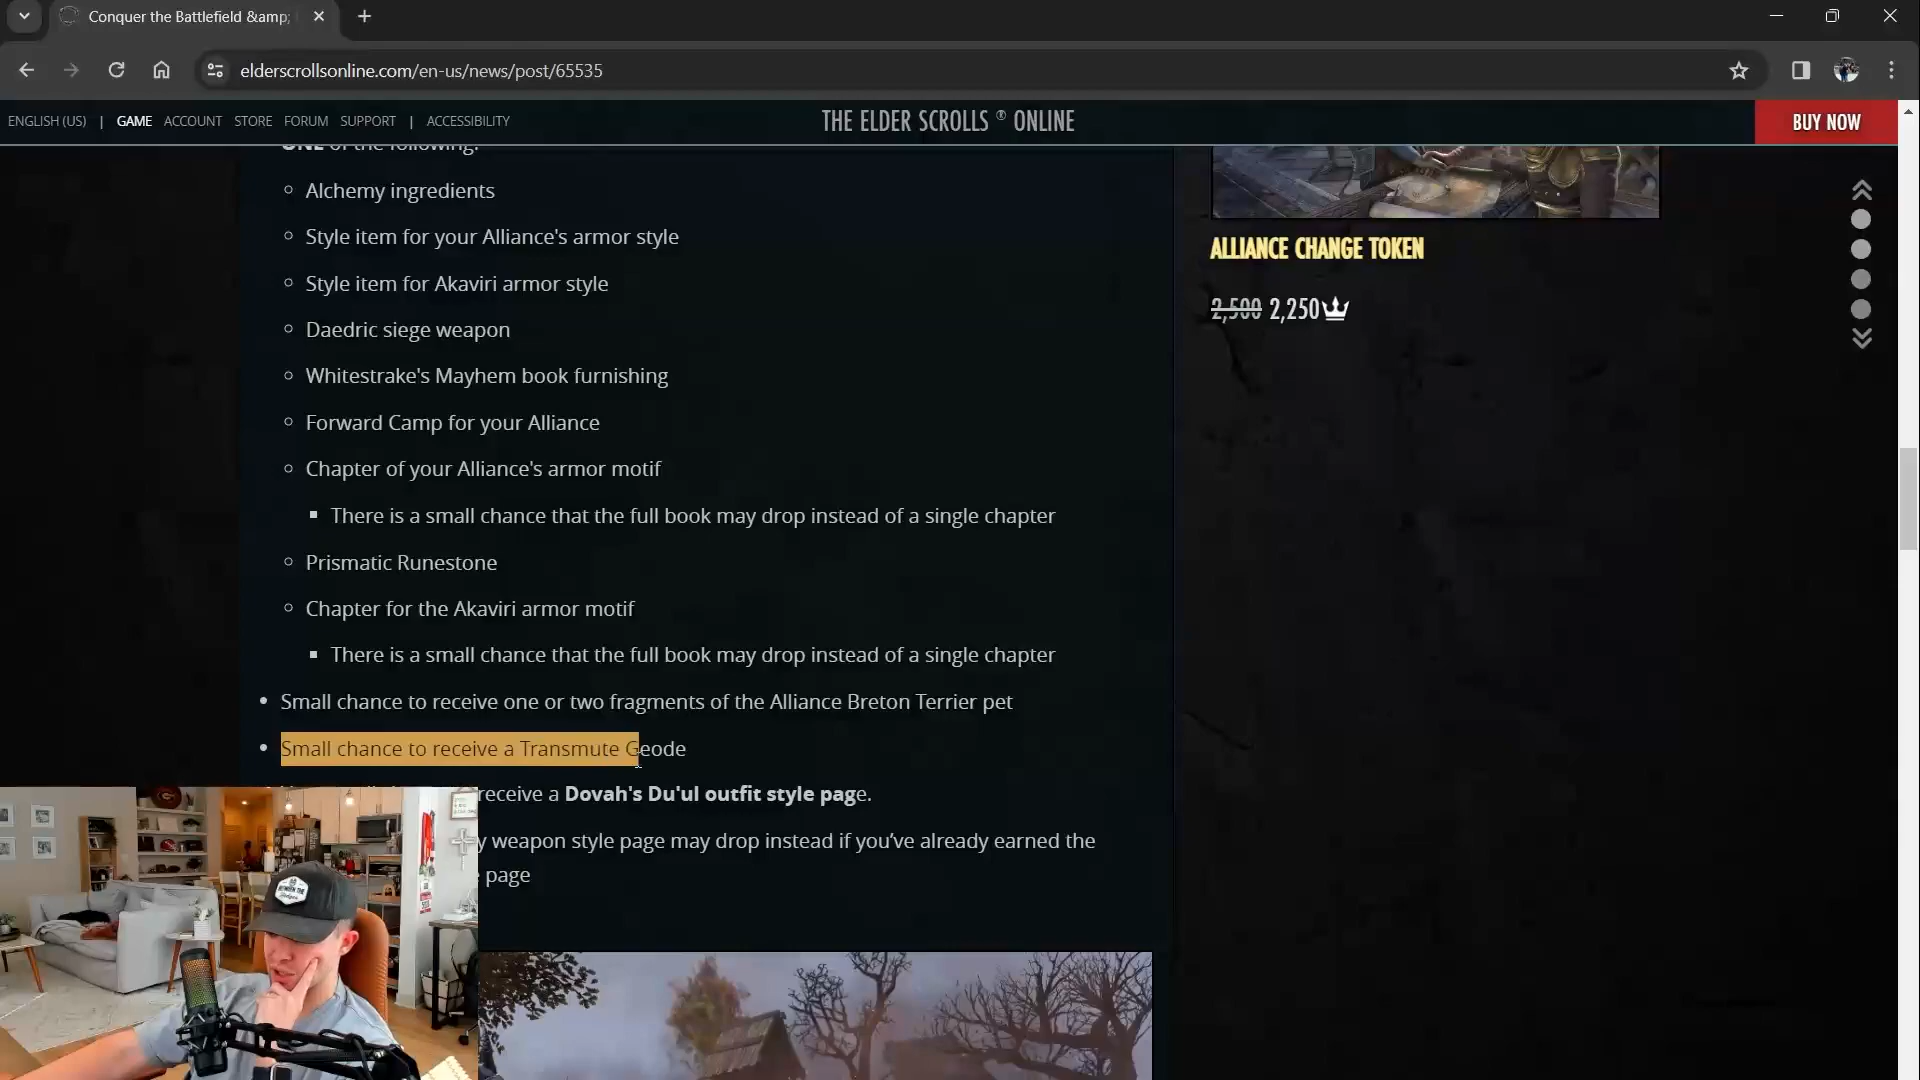 Conquer the Battlefield &amp;
elderscrollsonline.com/en-us/news/post/65535
ENGLISH (US) | GAME ACCOUNT STORE FORUM SUPPORT | ACCESSIBILITY
THE ELDER SCROLLS ® ONLINE
BUY NOW
ONE of the following:
Alchemy ingredients
Style item for your Alliance's armor style
Style item for Akaviri armor style
Daedric siege weapon
Whitestrake's Mayhem book furnishing
Forward Camp for your Alliance
Chapter of your Alliance's armor motif
There is a small chance that the full book may drop instead of a single chapter
Prismatic Runestone
Chapter for the Akaviri armor motif
There is a small chance that the full book may drop instead of a single chapter
Small chance to receive one or two fragments of the Alliance Breton Terrier pet
Small chance to receive a Transmute Geode
receive a Dovah's Du'ul outfit style page.
y weapon style page may drop instead if you’ve already earned the
page
ALLIANCE CHANGE TOKEN
2,500 2,250